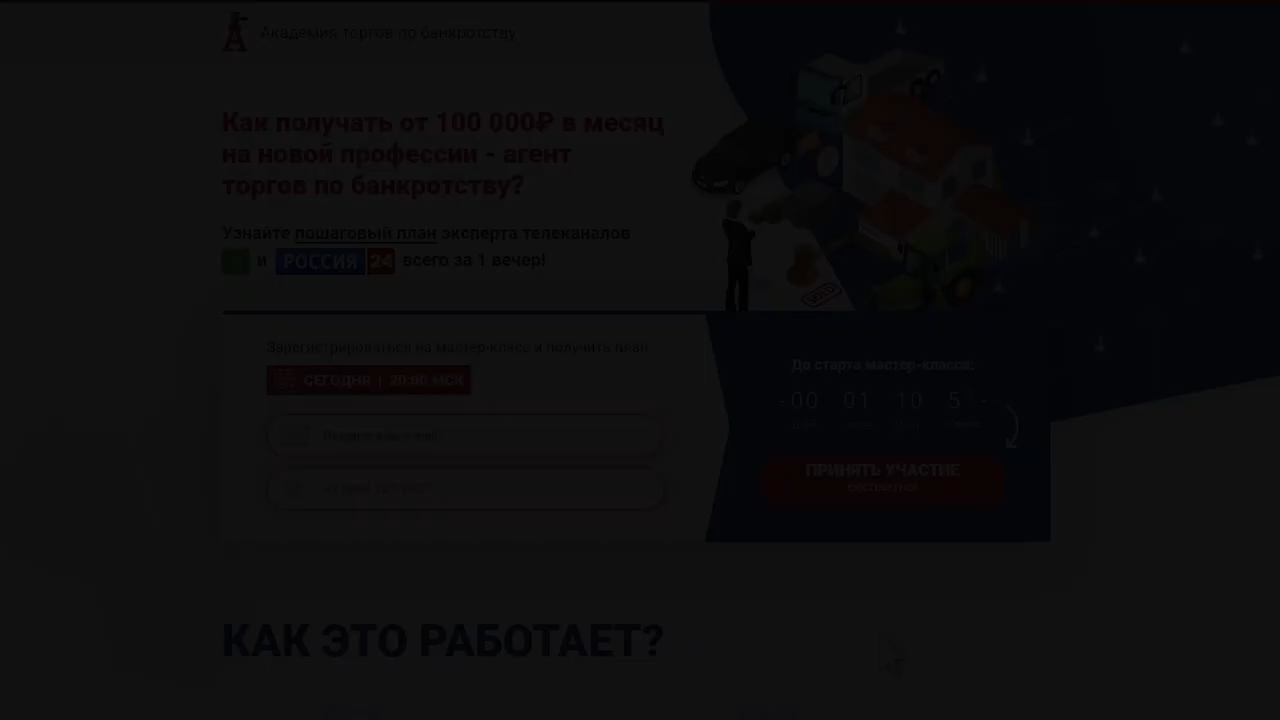 Академия торгов по банкротству
Как получать от 100 000₽ в месяц
на новой профессии - агент
торгов по банкротству?
Узнайте пошаговый план эксперта телеканалов
и РОССИЯ 24 всего за 1 вечер!
Зарегистрироваться на мастер-класс и получить план
СЕГОДНЯ | 20:00 МСК
До старта мастер-класса:
00 01 10
ПРИНЯТЬ УЧАСТИЕ
SOLD
КАК ЭТО РАБОТАЕТ?